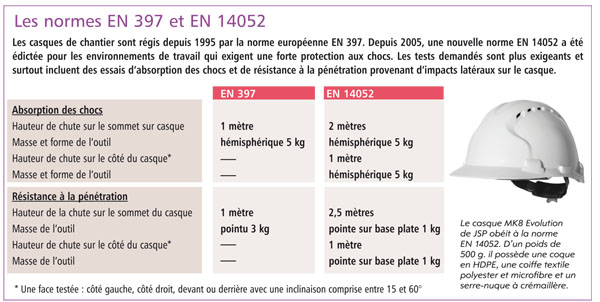 Les normes EN 397 et EN 14052
Les casques de chantier sont régis depuis 1995 par la norme européenne EN 397. Depuis 2005, une nouvelle norme EN 14052 a été
édictée pour les environnements de travail qui exigent une forte protection aux chocs. Les tests demandés sont plus exigeants et
surtout incluent des essais d'absorption des chocs et de résistance à la pénétration provenant d'impacts latéraux sur le casque.
EN 397 EN 14052
Absorption des chocs
Hauteur de chute sur le sommet sur casque 1 mètre 2 mètres
Masse et forme de l'outil hémisphérique 5 kg hémisphérique 5 kg
Hauteur de chute sur le côté du casque* — 1 mètre
Masse et forme de l'outil — hémisphérique 5 kg
Résistance à la pénétration
Hauteur de la chute sur le sommet du casque 1 mètre 2,5 mètres
Masse de l'outil pointu 3 kg pointe sur base plate 1 kg
Hauteur de chute sur le côté du casque* — 1 mètre
Masse de l'outil — pointe sur base plate 1 kg
* Une face testée : côté gauche, côté droit, devant ou derrière avec une inclinaison comprise entre 15 et 60°
Le casque MK8 Evolution
de JSP obéit à la norme
EN 14052. D'un poids de
500 g. il possède une coque
en HDPE, une coiffe textile
polyester et microfibre et un
serre-nuque à crémaillère.